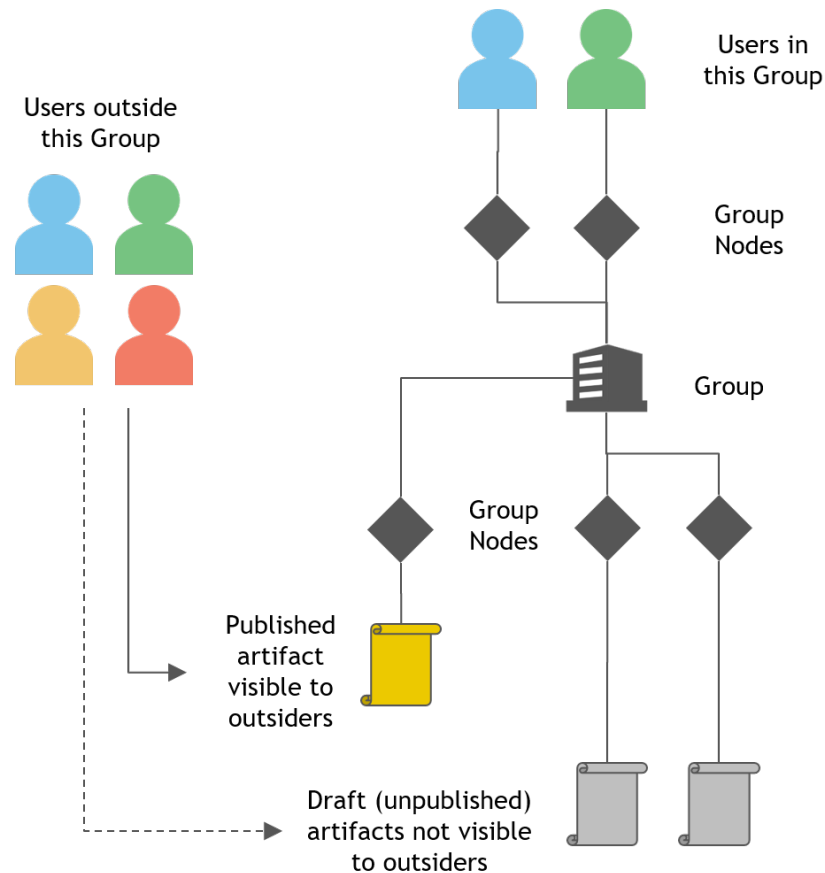 Users in
this Group
Users outside
this Group
Group
Nodes
Group
Group
Nodes
Published
artifact
visible to
outsiders
Draft (unpublished)
artifacts not visible
to outsiders